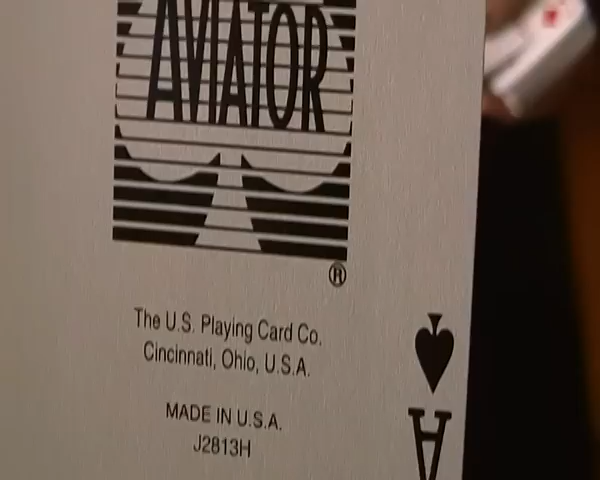 AVIATOR
®
The U.S. Playing Card Co.
Cincinnati, Ohio, U.S.A.
MADE IN U.S.A.
J2813H
A